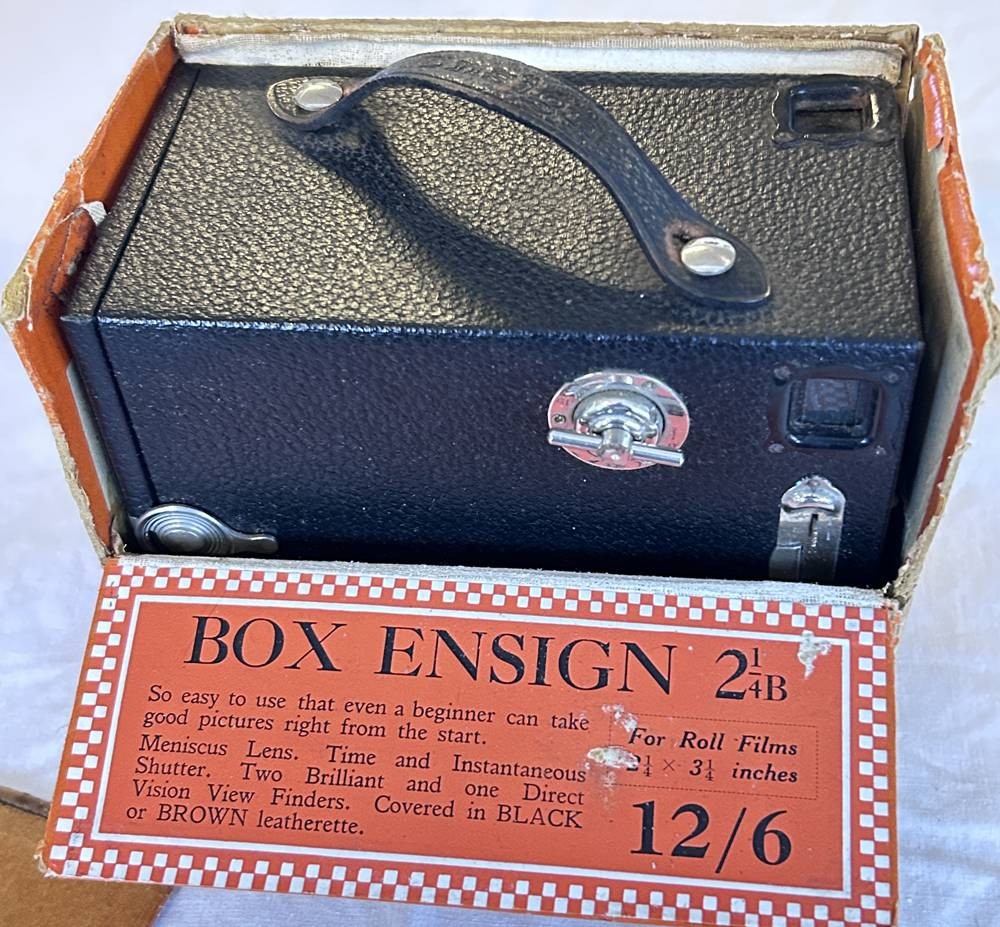 BOX ENSIGN 2¼B
So easy to use that even a beginner can take
good pictures right from the start.
Meniscus Lens. Time and Instantaneous
Shutter. Two Brilliant and one Direct
Vision View Finders. Covered in BLACK
or BROWN leatherette.
For Roll Films
2¼ × 3¼ inches
12/6